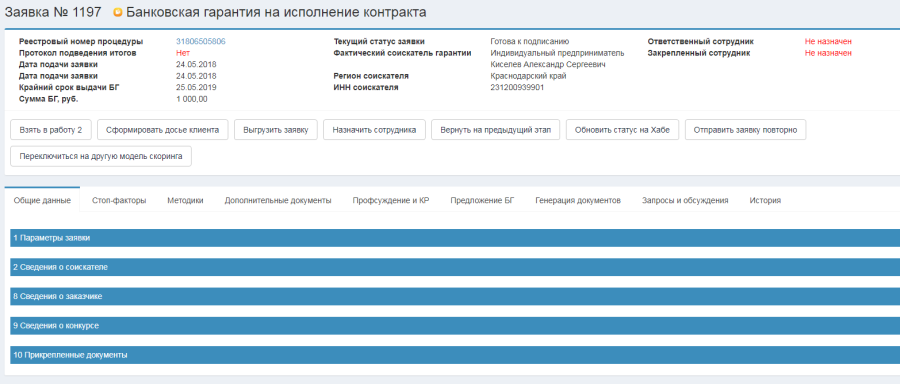 Заявка № 1197 Банковская гарантия на исполнение контракта
Реестровый номер процедуры 31806505806
Протокол подведения итогов Нет
Дата подачи заявки 24.05.2018
Дата подачи заявки 24.05.2018
Крайний срок выдачи БГ 25.05.2019
Сумма БГ, руб. 1 000,00
Текущий статус заявки Готова к подписанию
Фактический соискатель гарантии Индивидуальный предприниматель
Киселев Александр Сергеевич
Регион соискателя Краснодарский край
ИНН соискателя 231200939901
Ответственный сотрудник Не назначен
Закрепленный сотрудник Не назначен
Взять в работу 2 Сформировать досье клиента Выгрузить заявку Назначить сотрудника Вернуть на предыдущий этап Обновить статус на Хабе Отправить заявку повторно
Переключиться на другую модель скоринга
Общие данные Стоп-факторы Методики Дополнительные документы Профсуждение и КР Предложение БГ Генерация документов Запросы и обсуждения История
1 Параметры заявки
2 Сведения о соискателе
8 Сведения о заказчике
9 Сведения о конкурсе
10 Прикрепленные документы